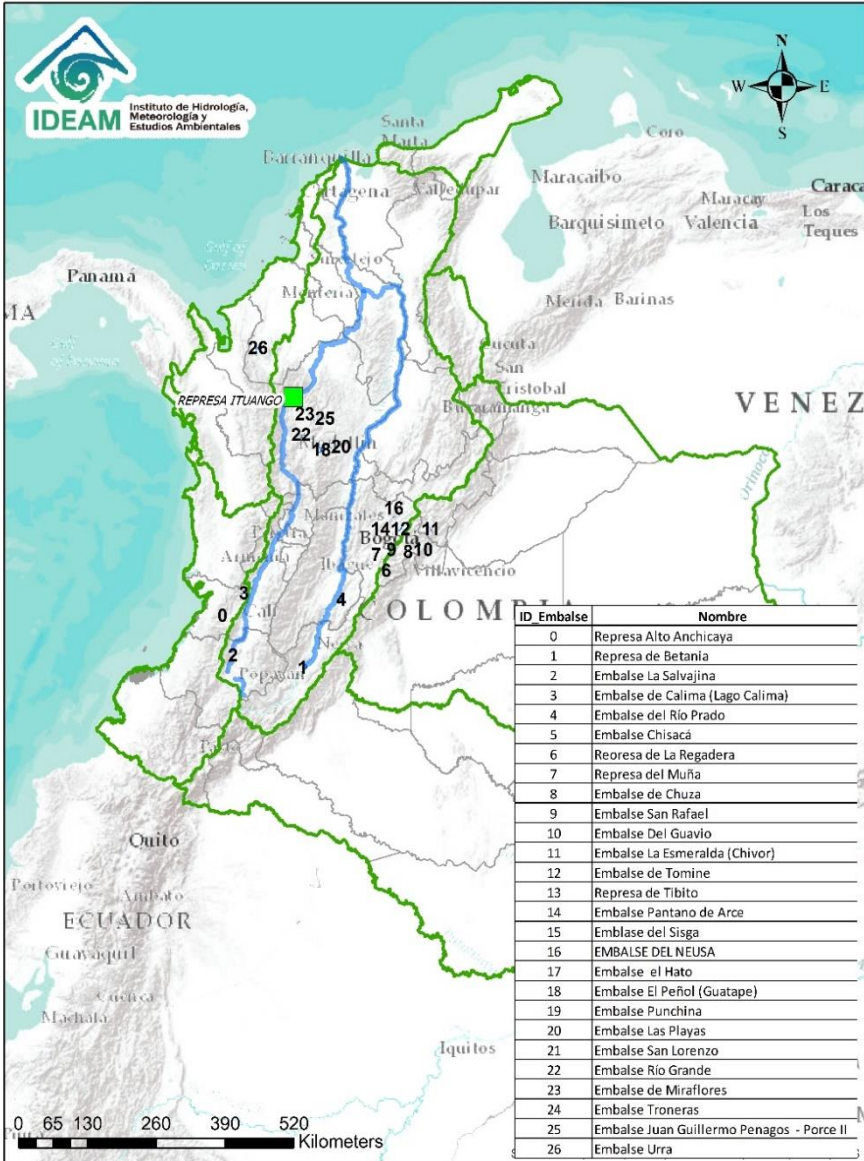 IDEAM
Instituto de Hidrología,
Meteorología y
Estudios Ambientales
N
W E
S
Santa
Marta
Barranquilla
Coro
Maracaibo
Valledupar
Maracay
Caraca
Los
Teques
Barquisimeto
Valencia
Panamá
MA
Montería
Merida
Barinas
Cucuta
San
Cristobal
26
REPRESA ITUANGO
Bucaramanga
VENEZ
23
25
22
18
20
Orinoco
16
Manizales
14
12
11
Bogotá
7
9
8
10
6
Villavicencio
Armenia
Ibagué
3
4
0
Cali
COLOMBIA
2
1
Popayán
Neiva
Pasto
Quito
Portoviejo
Ambato
ECUADOR
Guayaquil
Cuenca
Machala
Iquitos
ID_Embalse Nombre
0 Represa Alto Anchicaya
1 Represa de Betania
2 Embalse La Salvajina
3 Embalse de Calima (Lago Calima)
4 Embalse del Río Prado
5 Embalse Chisacá
6 Reoresa de La Regadera
7 Represa del Muña
8 Embalse de Chuza
9 Embalse San Rafael
10 Embalse Del Guavio
11 Embalse La Esmeralda (Chivor)
12 Embalse de Tomine
13 Represa de Tibito
14 Embalse Pantano de Arce
15 Emblase del Sisga
16 EMBALSE DEL NEUSA
17 Embalse el Hato
18 Embalse El Peñol (Guatape)
19 Embalse Punchina
20 Embalse Las Playas
21 Embalse San Lorenzo
22 Embalse Río Grande
23 Embalse de Miraflores
24 Embalse Troneras
25 Embalse Juan Guillermo Penagos - Porce II
26 Embalse Urra
0 65 130 260 390 520
Kilometers